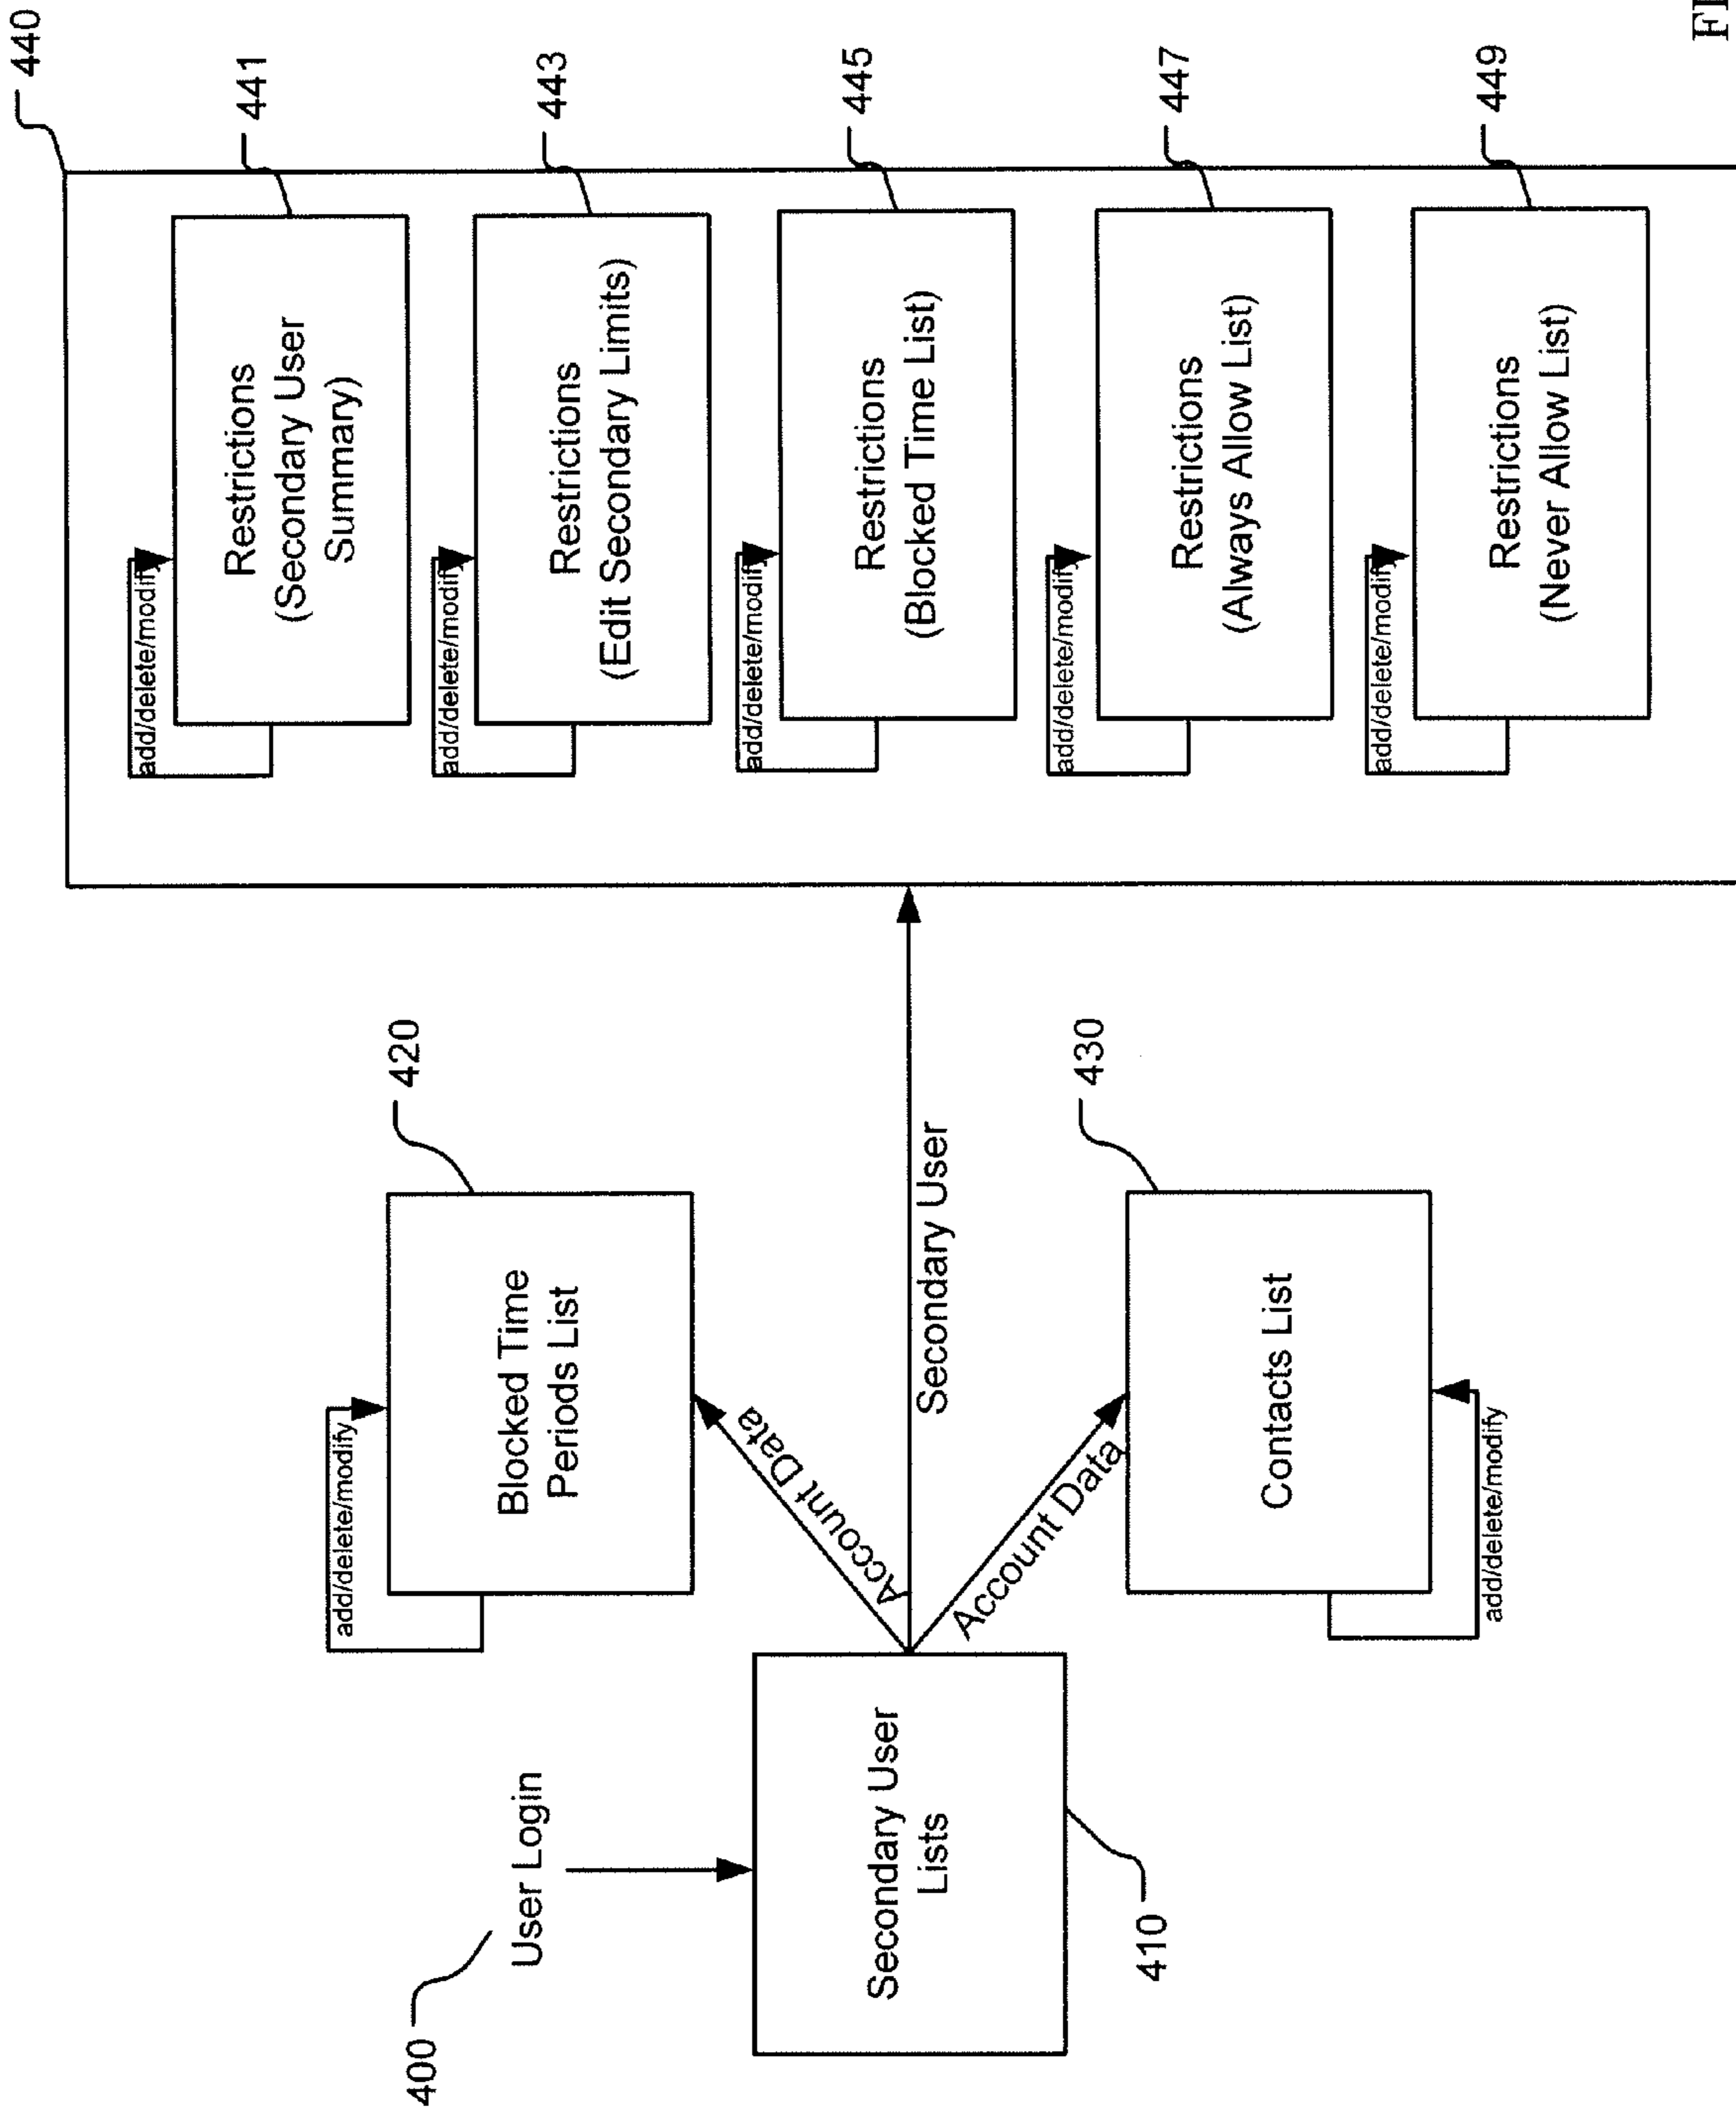 440
441
Restrictions
(Secondary User
Summary)
add/delete/modify
443
Restrictions
(Edit Secondary Limits)
add/delete/modify
445
Restrictions
(Blocked Time List)
add/delete/modify
447
Restrictions
(Always Allow List)
add/delete/modify
449
Restrictions
(Never Allow List)
add/delete/modify
420
Blocked Time
Periods List
add/delete/modify
430
Contacts List
add/delete/modify
Account Data
Secondary User
Account Data
400
User Login
Secondary User
Lists
410